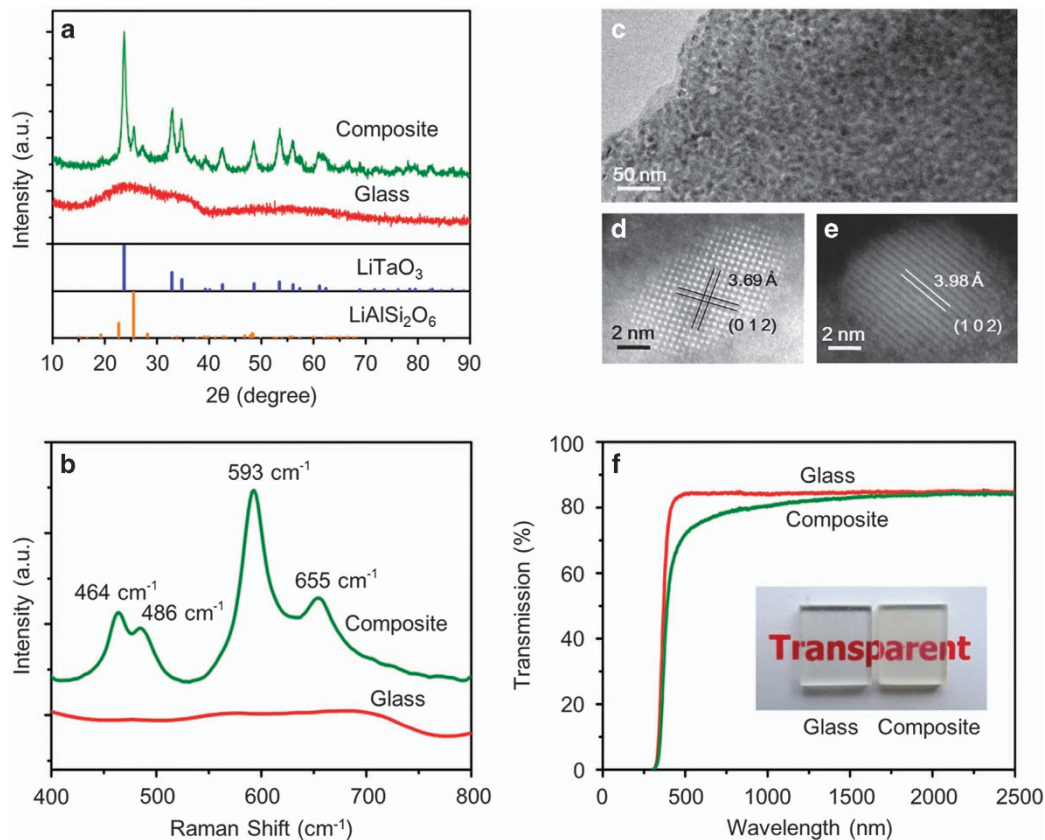 a
Intensity (a.u.)
Composite
Glass
LiTaO₃
LiAlSi₂O₆
10 20 30 40 50 60 70 80 90
2θ (degree)
c
50 nm
d
3.69 Å
(0 1 2)
2 nm
e
3.98 Å
(1 0 2)
2 nm
b
Intensity (a.u.)
593 cm⁻¹
464 cm⁻¹
486 cm⁻¹
655 cm⁻¹
Composite
Glass
400 500 600 700 800
Raman Shift (cm⁻¹)
f
Transmission (%)
100
80
60
40
20
0
Glass
Composite
Transparent
Glass Composite
0 500 1000 1500 2000 2500
Wavelength (nm)